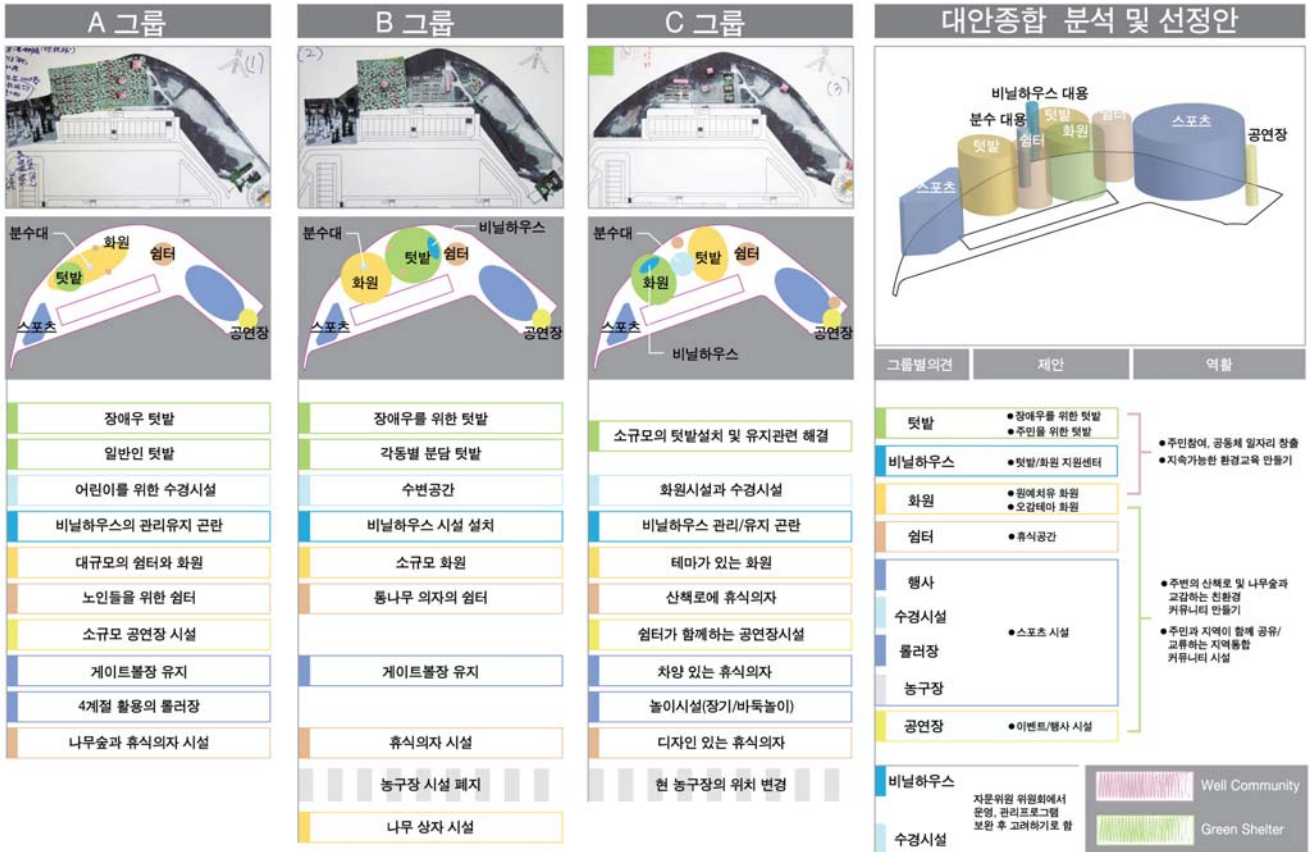 A 그룹
(1)
분수대
화원
텃밭
쉼터
스포츠
공연장
장애우 텃밭
일반인 텃밭
어린이를 위한 수경시설
비닐하우스의 관리유지 곤란
대규모의 쉼터와 화원
노인들을 위한 쉼터
소규모 공연장 시설
게이트볼장 유지
4계절 활용의 롤러장
나무숲과 휴식의자 시설
B 그룹
(2)
분수대
비닐하우스
텃밭
쉼터
화원
스포츠
공연장
장애우를 위한 텃밭
각동별 분담 텃밭
수변공간
비닐하우스 시설 설치
소규모 화원
통나무 의자의 쉼터
게이트볼장 유지
휴식의자 시설
농구장 시설 폐지
나무 상자 시설
C 그룹
(3)
분수대
텃밭
쉼터
화원
스포츠
공연장
비닐하우스
소규모의 텃밭설치 및 유지관련 해결
화원시설과 수경시설
비닐하우스 관리/유지 곤란
테마가 있는 화원
산책로에 휴식의자
쉼터가 함께하는 공연장시설
차양 있는 휴식의자
놀이시설(장기/바둑놀이)
디자인 있는 휴식의자
현 농구장의 위치 변경
대안종합 분석 및 선정안
비닐하우스 대용
분수 대용
텃밭
쉼터
스포츠
화원
공연장
텃밭
쉼터
스포츠
그룹별의견
제안
역활
텃밭
● 장애우를 위한 텃밭
● 주민을 위한 텃밭
비닐하우스
● 텃밭/화원 지원센터
● 주민참여, 공동체 일자리 창출
● 지속가능한 환경교육 만들기
화원
● 원예치유 화원
● 오감테마 화원
쉼터
● 휴식공간
행사
수경시설
롤러장
농구장
● 스포츠 시설
● 주변의 산책로 및 나무숲과
교감하는 친환경
커뮤니티 만들기
● 주민과 지역이 함께 공유/
교류하는 지역통합
커뮤니티 시설
공연장
● 이벤트/행사 시설
비닐하우스
수경시설
자문위원 위원회에서
운영, 관리프로그램
보완 후 고려하기로 함
Well Community
Green Shelter